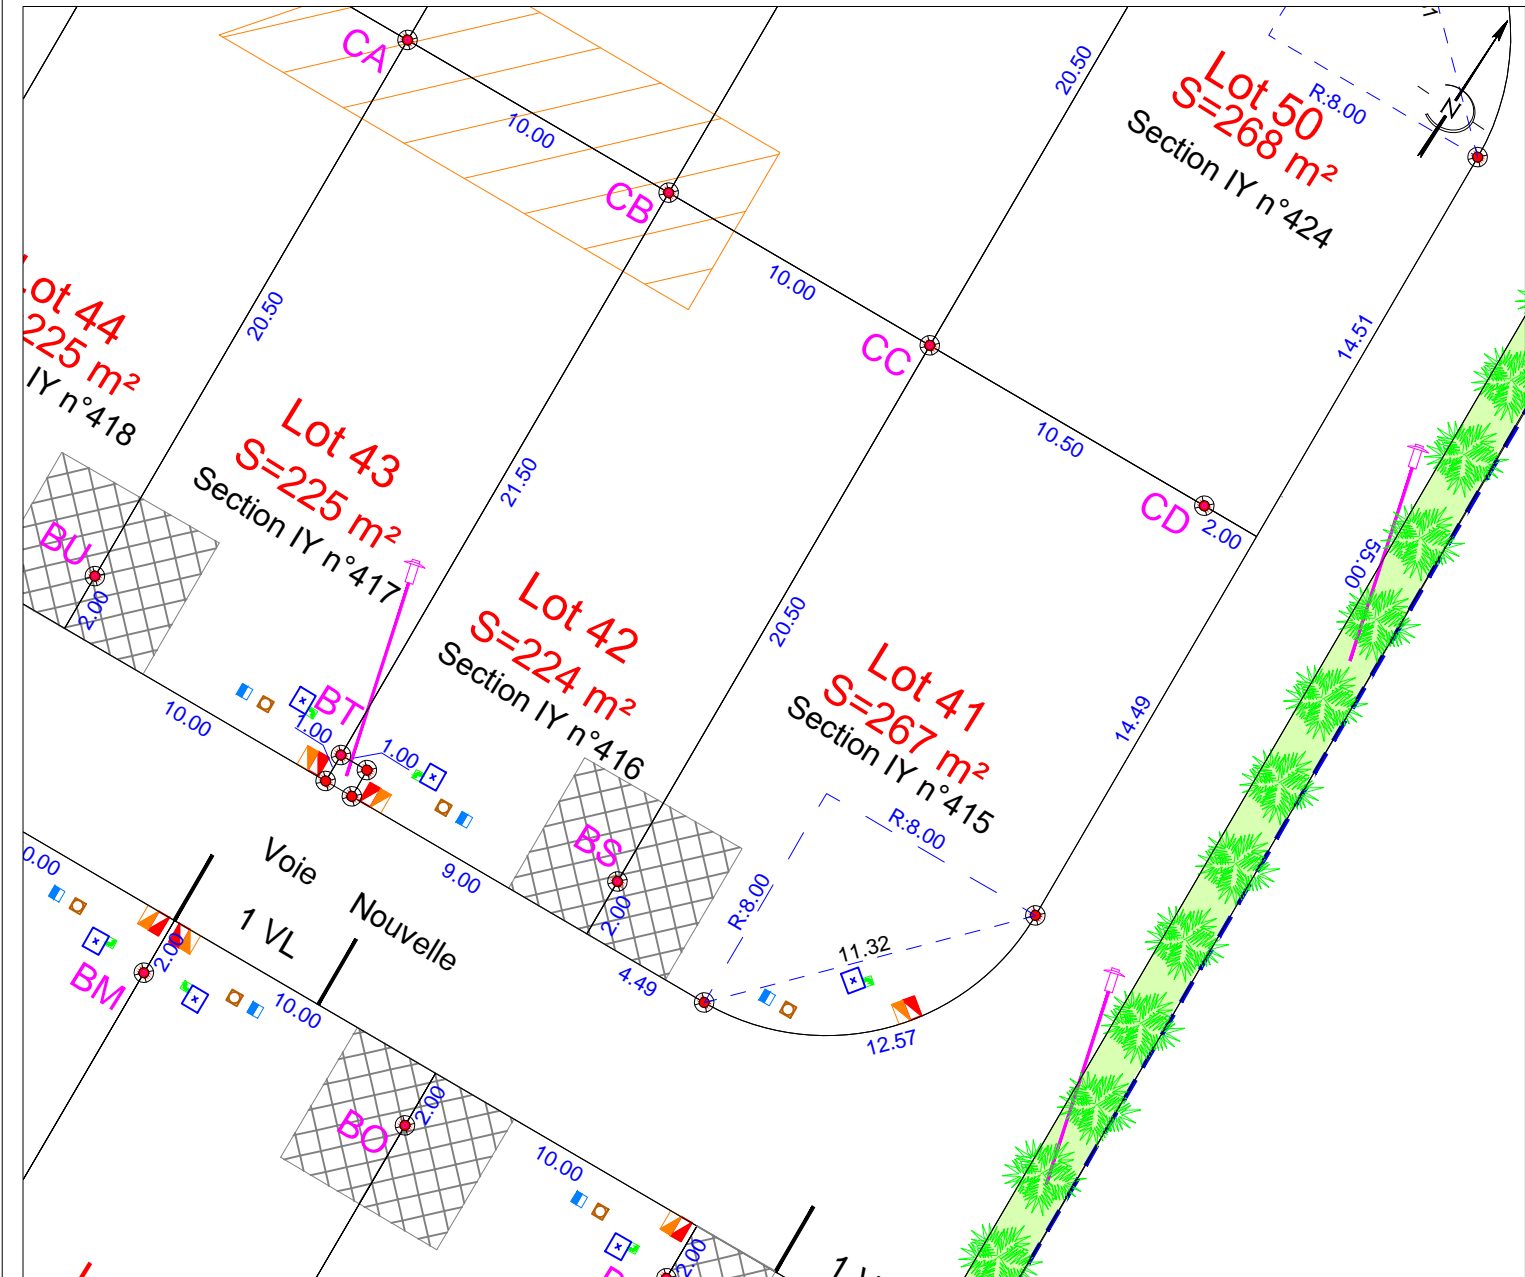 CA
10.00
CB
20.50
Lot 50
S=268 m²
Section IY n°424
R:8.00
N
10.00
CC
14.51
20.50
Lot 44
225 m²
IY n°418
Lot 43
S=225 m²
Section IY n°417
21.50
10.50
CD
2.00
55.00
BU
2.00
Lot 42
S=224 m²
Section IY n°416
20.50
Lot 41
S=267 m²
Section IY n°415
14.49
10.00
BT
1.00
1.00
R:8.00
R:8.00
BS
2.00
9.00
4.49
11.32
12.57
0.00
Voie
Nouvelle
1 VL
2.00
BM
10.00
BO
2.00
10.00
2.00